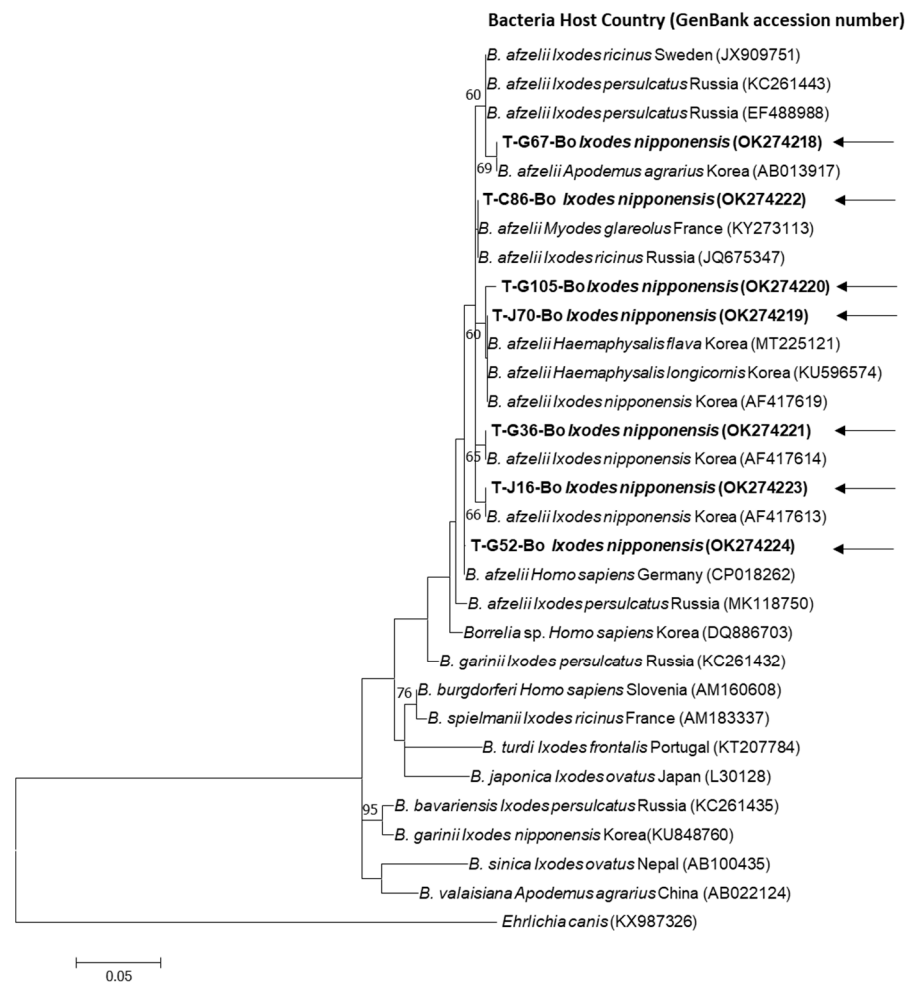 Bacteria Host Country (GenBank accession number)
B. afzelii Ixodes ricinus Sweden (JX909751)
B. afzelii Ixodes persulcatus Russia (KC261443)
60
B. afzelii Ixodes persulcatus Russia (EF488988)
T-G67-Bo Ixodes nipponensis (OK274218)
69
B. afzelii Apodemus agrarius Korea (AB013917)
T-C86-Bo Ixodes nipponensis (OK274222)
B. afzelii Myodes glareolus France (KY273113)
B. afzelii Ixodes ricinus Russia (JQ675347)
T-G105-Bo Ixodes nipponensis (OK274220)
T-J70-Bo Ixodes nipponensis (OK274219)
60
B. afzelii Haemaphysalis flava Korea (MT225121)
B. afzelii Haemaphysalis longicornis Korea (KU596574)
B. afzelii Ixodes nipponensis Korea (AF417619)
T-G36-Bo Ixodes nipponensis (OK274221)
65
B. afzelii Ixodes nipponensis Korea (AF417614)
T-J16-Bo Ixodes nipponensis (OK274223)
66
B. afzelii Ixodes nipponensis Korea (AF417613)
T-G52-Bo Ixodes nipponensis (OK274224)
B. afzelii Homo sapiens Germany (CP018262)
B. afzelii Ixodes persulcatus Russia (MK118750)
Borrelia sp. Homo sapiens Korea (DQ886703)
B. garinii Ixodes persulcatus Russia (KC261432)
76
B. burgdorferi Homo sapiens Slovenia (AM160608)
B. spielmanii Ixodes ricinus France (AM183337)
B. turdi Ixodes frontalis Portugal (KT207784)
B. japonica Ixodes ovatus Japan (L30128)
95
B. bavariensis Ixodes persulcatus Russia (KC261435)
B. garinii Ixodes nipponensis Korea(KU848760)
B. sinica Ixodes ovatus Nepal (AB100435)
B. valaisiana Apodemus agrarius China (AB022124)
Ehrlichia canis (KX987326)
0.05